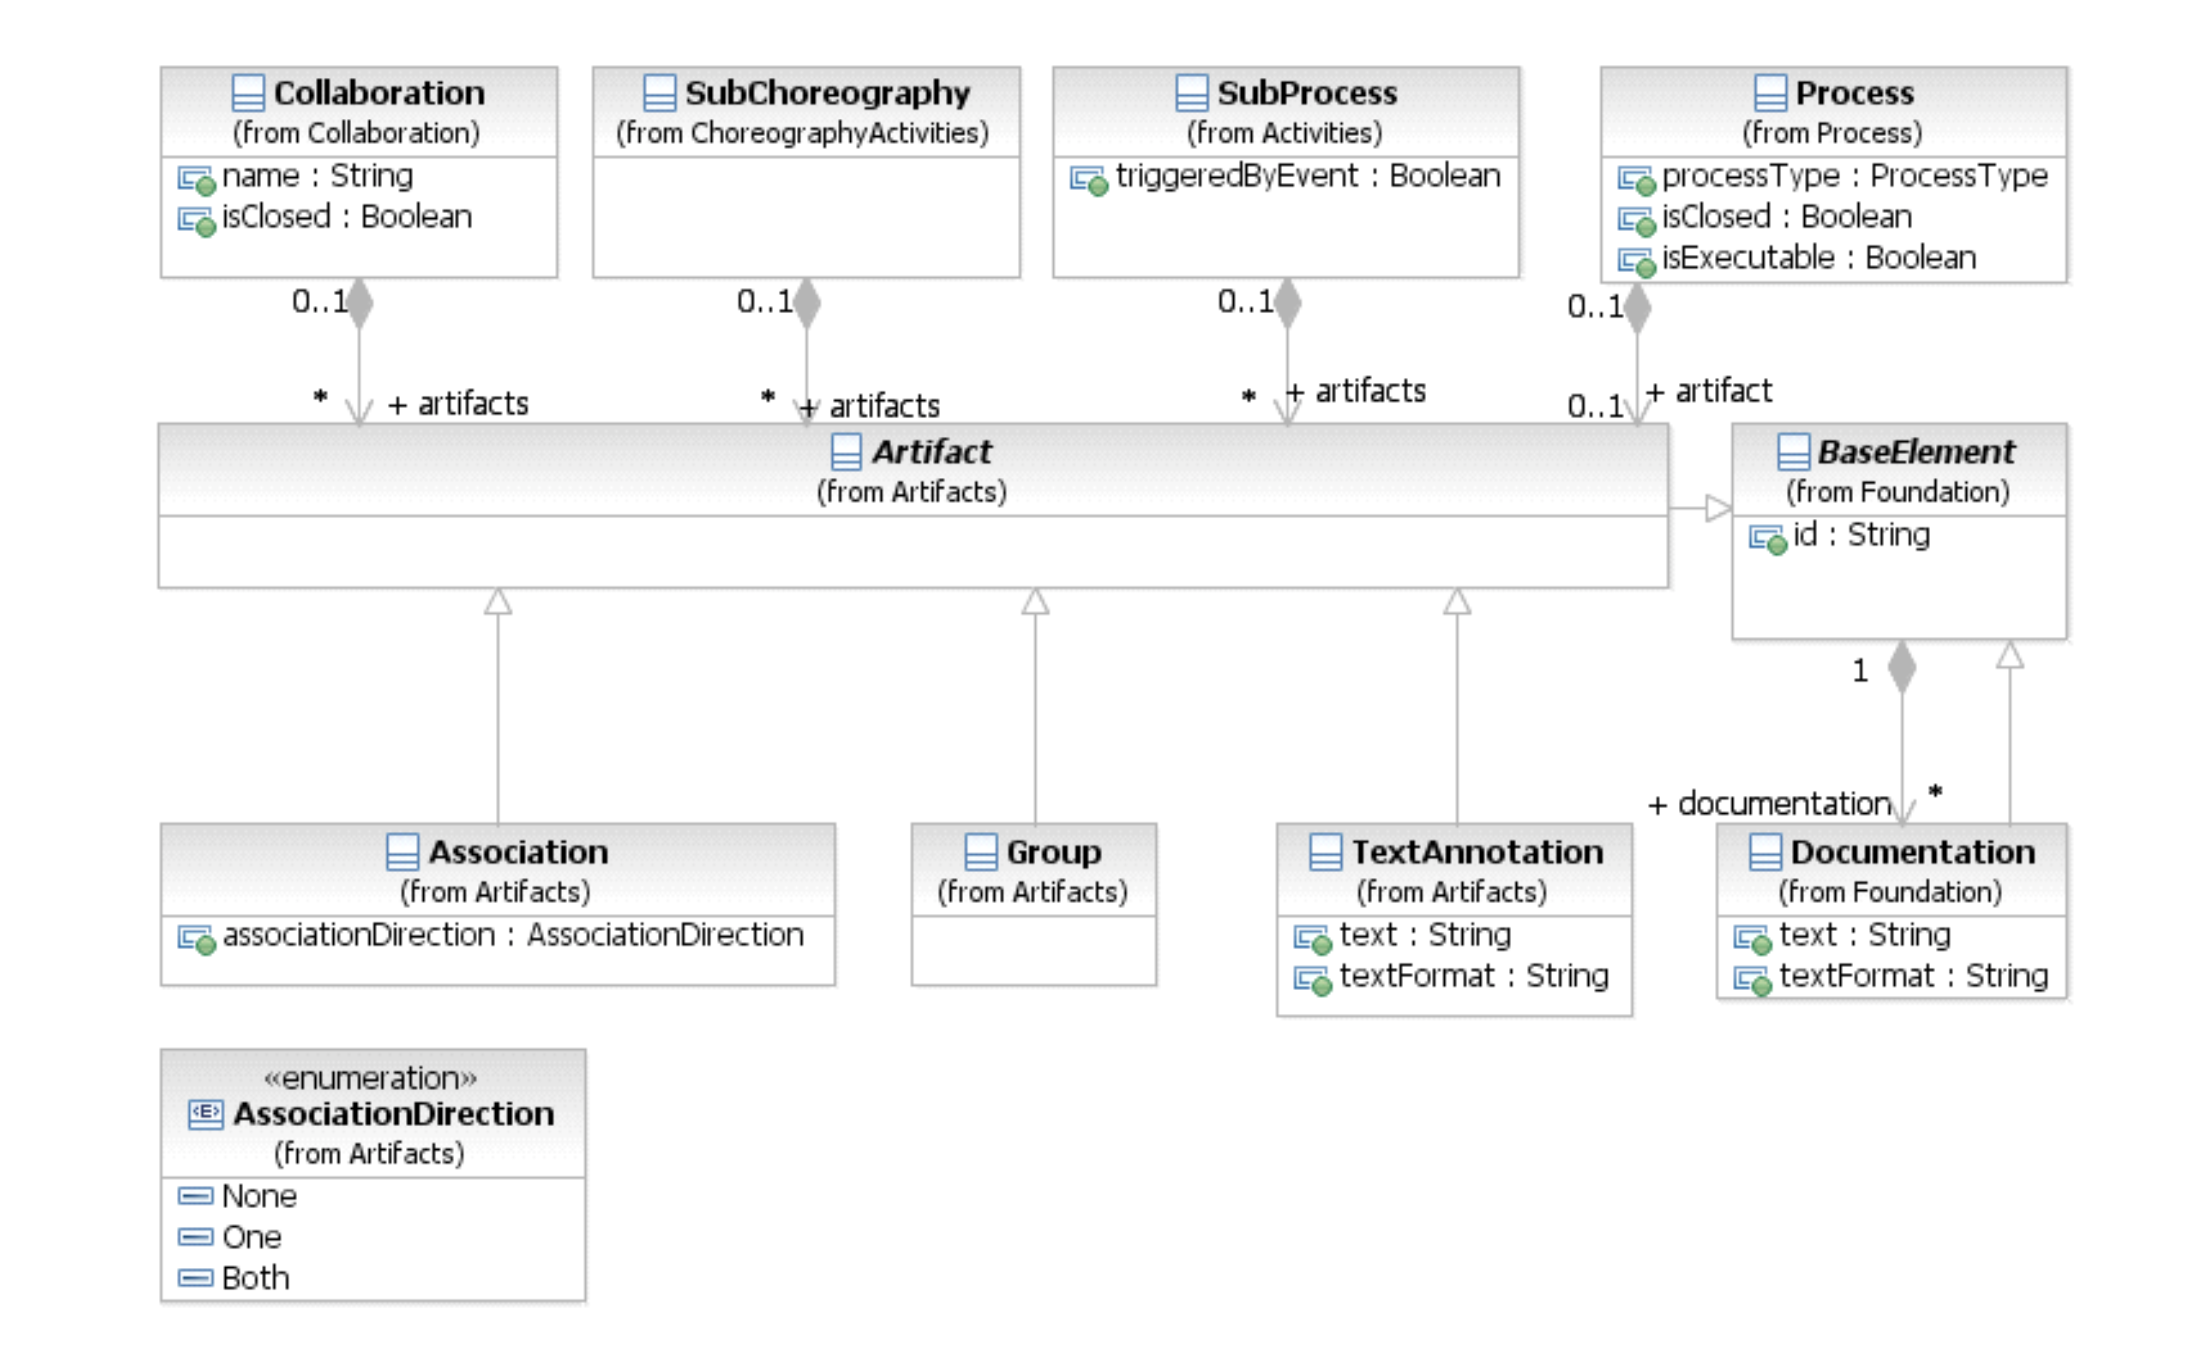 Collaboration
(from Collaboration)
name : String
isClosed : Boolean
SubChoreography
(from ChoreographyActivities)
SubProcess
(from Activities)
triggeredByEvent : Boolean
Process
(from Process)
processType : ProcessType
isClosed : Boolean
isExecutable : Boolean
0..1
0..1
0..1
0..1
*
+ artifacts
*
+ artifacts
*
+ artifacts
0..1
+ artifact
Artifact
(from Artifacts)
BaseElement
(from Foundation)
id : String
1
+ documentation
*
Association
(from Artifacts)
associationDirection : AssociationDirection
Group
(from Artifacts)
TextAnnotation
(from Artifacts)
text : String
textFormat : String
Documentation
(from Foundation)
text : String
textFormat : String
«enumeration»
<E>
AssociationDirection
(from Artifacts)
None
One
Both